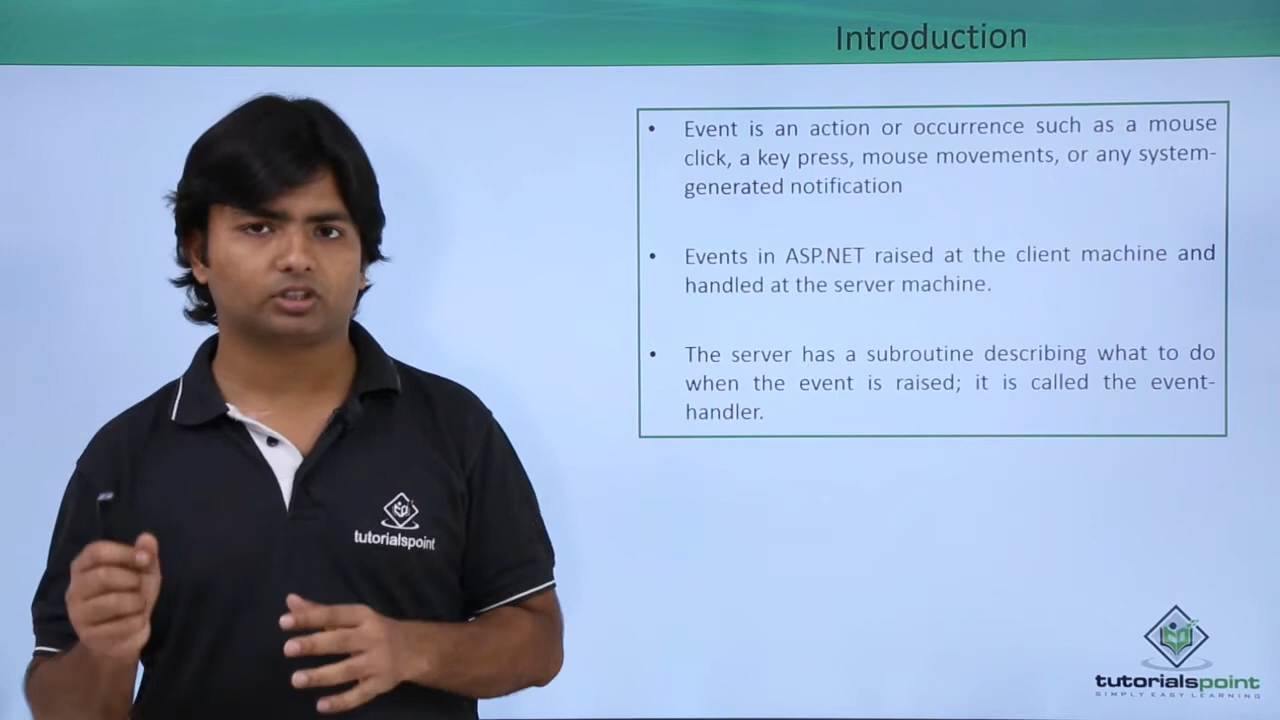 Introduction
• Event is an action or occurrence such as a mouse
click, a key press, mouse movements, or any system-
generated notification
• Events in ASP.NET raised at the client machine and
handled at the server machine.
• The server has a subroutine describing what to do
when the event is raised; it is called the event-
handler.
tutorialspoint
tutorialspoint
SIMPLY EASY LEARNING